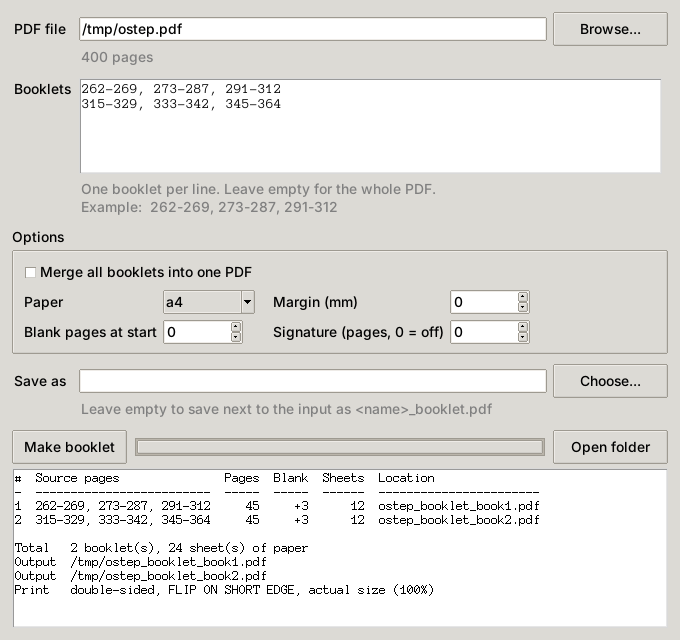 PDF file /tmp/ostep.pdf Browse...
400 pages
Booklets 262-269, 273-287, 291-312
315-329, 333-342, 345-364
One booklet per line. Leave empty for the whole PDF.
Example:  262-269, 273-287, 291-312
Options
Merge all booklets into one PDF
Paper a4 Margin (mm) 0
Blank pages at start 0 Signature (pages, 0 = off) 0
Save as Choose...
Leave empty to save next to the input as <name>_booklet.pdf
Make booklet Open folder
#  Source pages              Pages  Blank  Sheets  Location
-  -------------------------  -----  -----  ------  -----------------------
1  262-269, 273-287, 291-312     45     +3      12  ostep_booklet_book1.pdf
2  315-329, 333-342, 345-364     45     +3      12  ostep_booklet_book2.pdf
Total   2 booklet(s), 24 sheet(s) of paper
Output  /tmp/ostep_booklet_book1.pdf
Output  /tmp/ostep_booklet_book2.pdf
Print   double-sided, FLIP ON SHORT EDGE, actual size (100%)